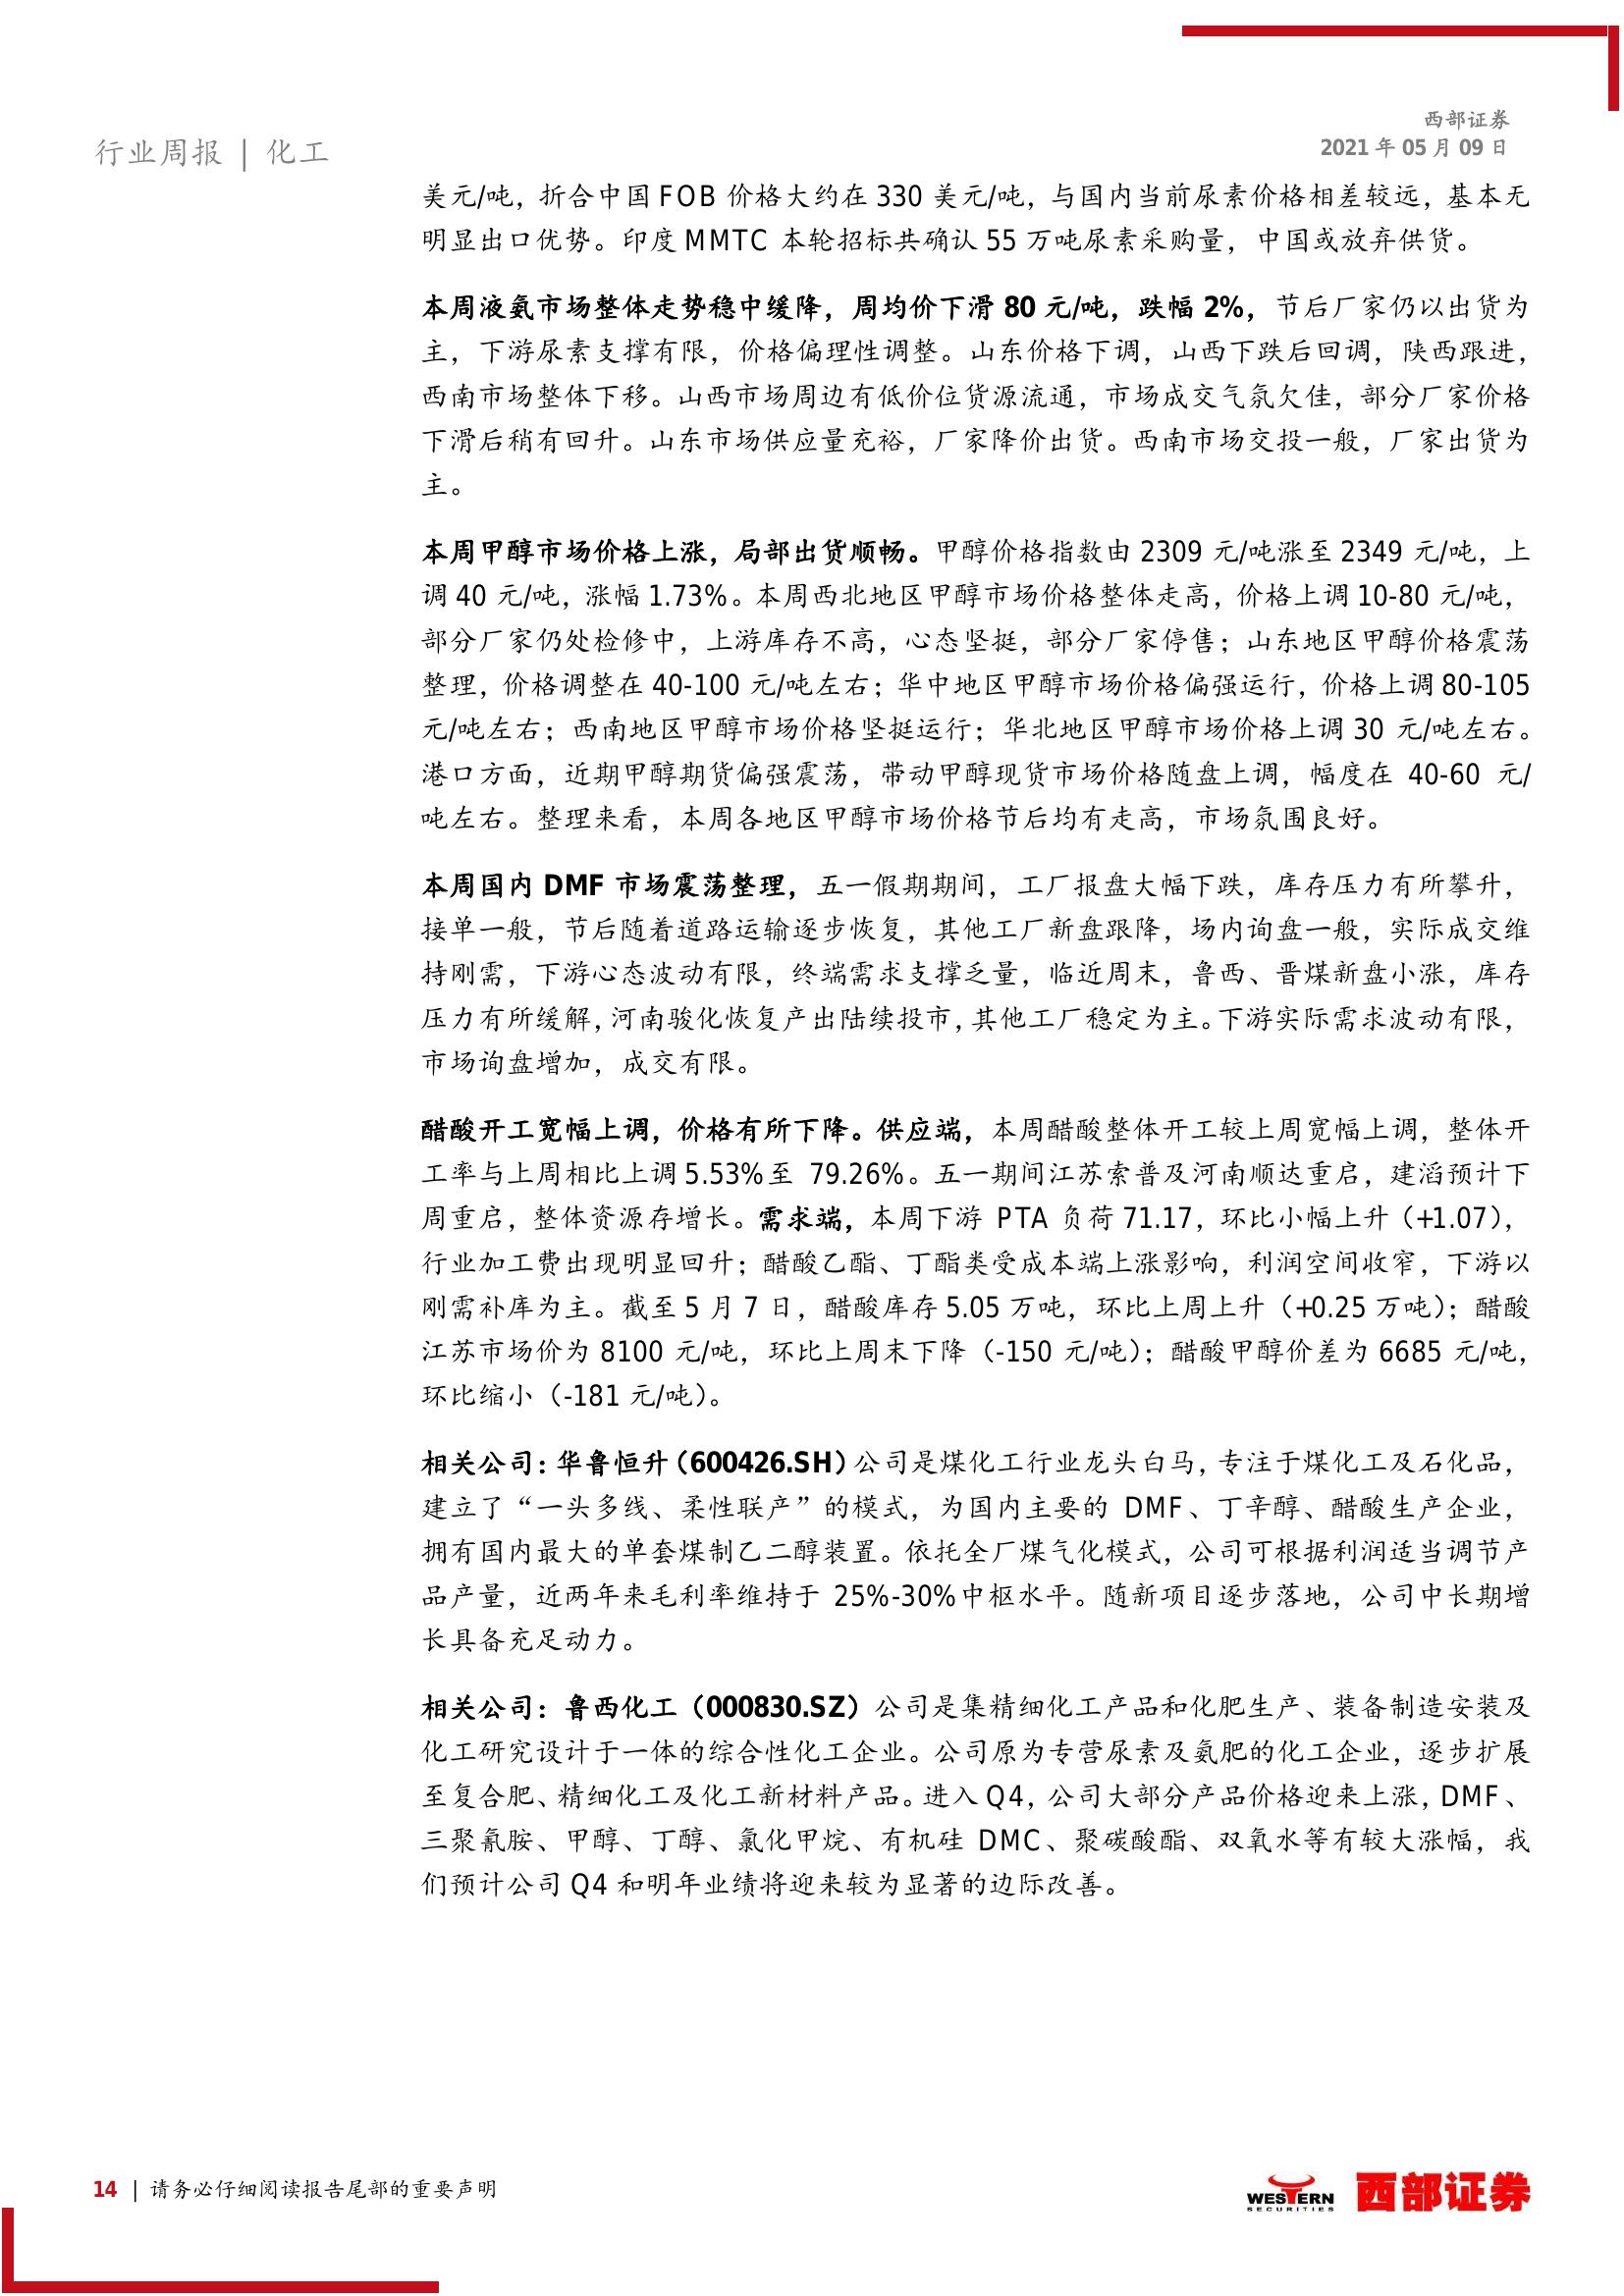 西部证券
2021 年 05 月 09 日
行业周报 | 化工
美元/吨，折合中国 FOB 价格大约在 330 美元/吨，与国内当前尿素价格相差较远，基本无
明显出口优势。印度 MMTC 本轮招标共确认 55 万吨尿素采购量，中国或放弃供货。
本周液氨市场整体走势稳中缓降，周均价下滑 80 元/吨，跌幅 2%，节后厂家仍以出货为
主，下游尿素支撑有限，价格偏理性调整。山东价格下调，山西下跌后回调，陕西跟进，
西南市场整体下移。山西市场周边有低价位货源流通，市场成交气氛欠佳，部分厂家价格
下滑后稍有回升。山东市场供应量充裕，厂家降价出货。西南市场交投一般，厂家出货为
主。
本周甲醇市场价格上涨，局部出货顺畅。甲醇价格指数由 2309 元/吨涨至 2349 元/吨，上
调 40 元/吨，涨幅 1.73%。本周西北地区甲醇市场价格整体走高，价格上调 10-80 元/吨，
部分厂家仍处检修中，上游库存不高，心态坚挺，部分厂家停售；山东地区甲醇价格震荡
整理，价格调整在 40-100 元/吨左右；华中地区甲醇市场价格偏强运行，价格上调 80-105
元/吨左右；西南地区甲醇市场价格坚挺运行；华北地区甲醇市场价格上调 30 元/吨左右。
港口方面，近期甲醇期货偏强震荡，带动甲醇现货市场价格随盘上调，幅度在 40-60 元/
吨左右。整理来看，本周各地区甲醇市场价格节后均有走高，市场氛围良好。
本周国内 DMF 市场震荡整理，五一假期期间，工厂报盘大幅下跌，库存压力有所攀升，
接单一般，节后随着道路运输逐步恢复，其他工厂新盘跟降，场内询盘一般，实际成交维
持刚需，下游心态波动有限，终端需求支撑乏量，临近周末，鲁西、晋煤新盘小涨，库存
压力有所缓解，河南骏化恢复产出陆续投市，其他工厂稳定为主。下游实际需求波动有限，
市场询盘增加，成交有限。
醋酸开工宽幅上调，价格有所下降。供应端，本周醋酸整体开工较上周宽幅上调，整体开
工率与上周相比上调 5.53%至 79.26%。五一期间江苏索普及河南顺达重启，建滔预计下
周重启，整体资源存增长。需求端，本周下游 PTA 负荷 71.17，环比小幅上升（+1.07），
行业加工费出现明显回升；醋酸乙酯、丁酯类受成本端上涨影响，利润空间收窄，下游以
刚需补库为主。截至 5 月 7 日，醋酸库存 5.05 万吨，环比上周上升（+0.25 万吨）；醋酸
江苏市场价为 8100 元/吨，环比上周末下降（-150 元/吨）；醋酸甲醇价差为 6685 元/吨，
环比缩小（-181 元/吨）。
相关公司：华鲁恒升（600426.SH）公司是煤化工行业龙头白马，专注于煤化工及石化品，
建立了“一头多线、柔性联产”的模式，为国内主要的 DMF、丁辛醇、醋酸生产企业，
拥有国内最大的单套煤制乙二醇装置。依托全厂煤气化模式，公司可根据利润适当调节产
品产量，近两年来毛利率维持于 25%-30%中枢水平。随新项目逐步落地，公司中长期增
长具备充足动力。
相关公司：鲁西化工（000830.SZ）公司是集精细化工产品和化肥生产、装备制造安装及
化工研究设计于一体的综合性化工企业。公司原为专营尿素及氨肥的化工企业，逐步扩展
至复合肥、精细化工及化工新材料产品。进入 Q4，公司大部分产品价格迎来上涨，DMF、
三聚氰胺、甲醇、丁醇、氯化甲烷、有机硅 DMC、聚碳酸酯、双氧水等有较大涨幅，我
们预计公司 Q4 和明年业绩将迎来较为显著的边际改善。
14 | 请务必仔细阅读报告尾部的重要声明
WESTERN
SECURITIES
西部证券